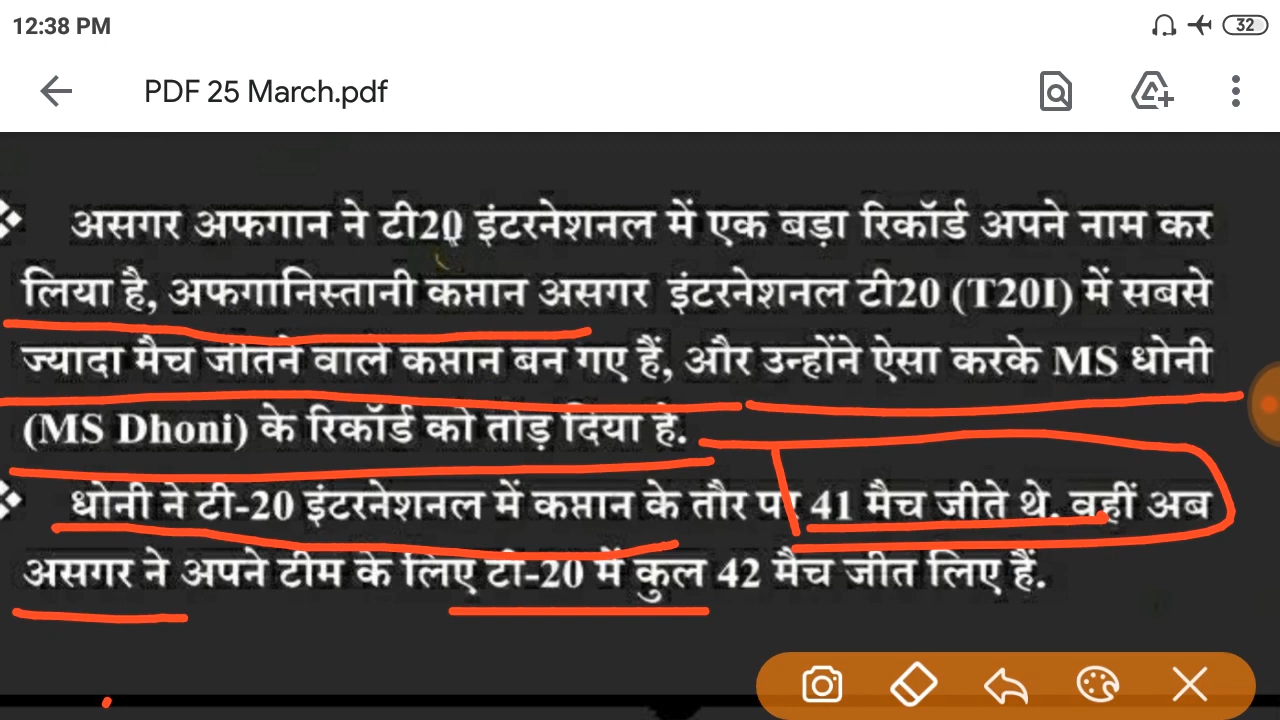 12:38 PM
32
PDF 25 March.pdf
असगर अफगान ने टी20 इंटरनेशनल में एक बड़ा रिकॉर्ड अपने नाम कर
लिया है, अफगानिस्तानी कप्तान असगर इंटरनेशनल टी20 (T20I) में सबसे
ज्यादा मैच जीतने वाले कप्तान बन गए हैं, और उन्होंने ऐसा करके MS धोनी
(MS Dhoni) के रिकॉर्ड को तोड़ दिया है.
धोनी ने टी-20 इंटरनेशनल में कप्तान के तौर पर 41 मैच जीते थे. वहीं अब
असगर ने अपने टीम के लिए टी-20 में कुल 42 मैच जीत लिए हैं.